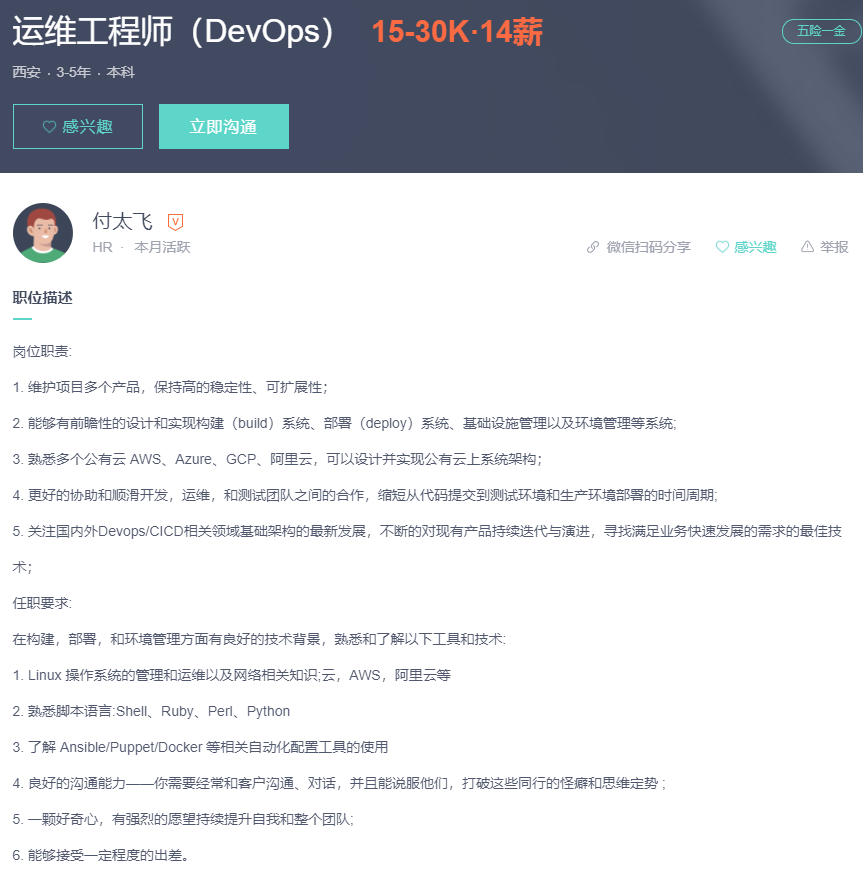 运维工程师（DevOps） 15-30K·14薪 五险一金
西安 · 3-5年 · 本科
感兴趣 立即沟通
付太飞 V
HR · 本月活跃 微信扫码分享 感兴趣 举报
职位描述
岗位职责:
1. 维护项目多个产品，保持高的稳定性、可扩展性；
2. 能够有前瞻性的设计和实现构建（build）系统、部署（deploy）系统、基础设施管理以及环境管理等系统;
3. 熟悉多个公有云 AWS、Azure、GCP、阿里云，可以设计并实现公有云上系统架构；
4. 更好的协助和顺滑开发，运维，和测试团队之间的合作，缩短从代码提交到测试环境和生产环境部署的时间周期;
5. 关注国内外Devops/CICD相关领域基础架构的最新发展，不断的对现有产品持续迭代与演进，寻找满足业务快速发展的需求的最佳技
术；
任职要求:
在构建，部署，和环境管理方面有良好的技术背景，熟悉和了解以下工具和技术:
1. Linux 操作系统的管理和运维以及网络相关知识;云，AWS，阿里云等
2. 熟悉脚本语言:Shell、Ruby、Perl、Python
3. 了解 Ansible/Puppet/Docker 等相关自动化配置工具的使用
4. 良好的沟通能力——你需要经常和客户沟通、对话，并且能说服他们，打破这些同行的怪癖和思维定势 ;
5. 一颗好奇心，有强烈的愿望持续提升自我和整个团队;
6. 能够接受一定程度的出差。